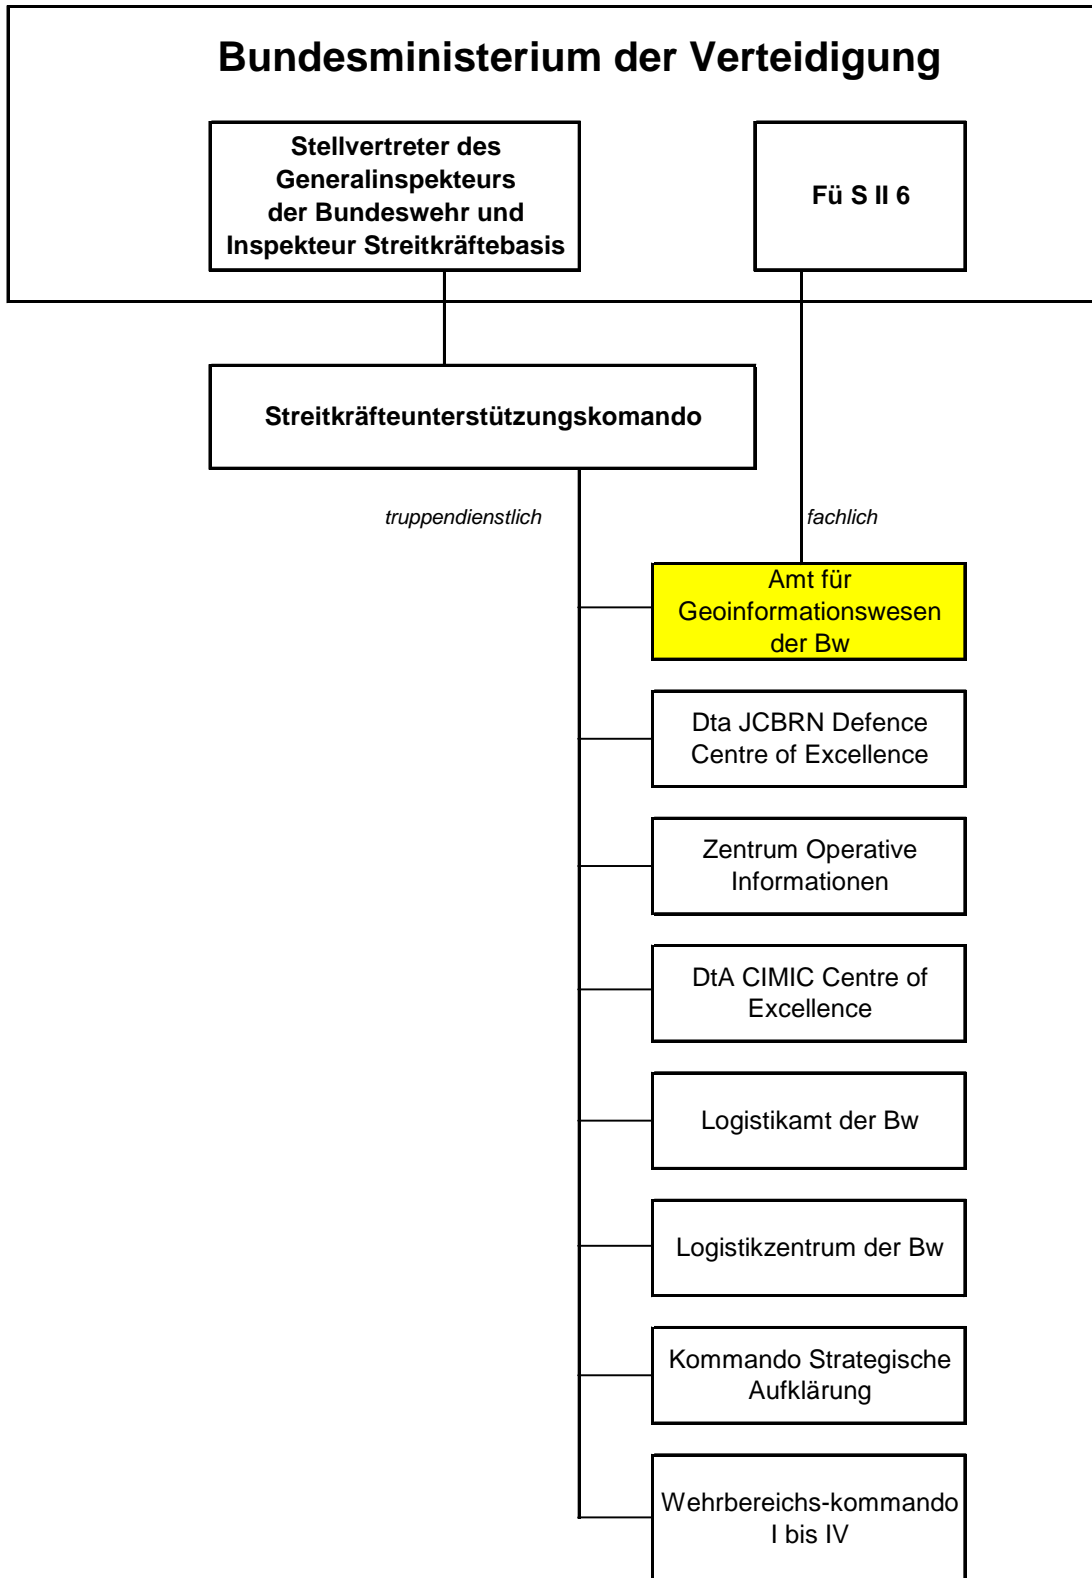 Bundesministerium der Verteidigung
Stellvertreter des
Generalinspekteurs
der Bundeswehr und
Inspekteur Streitkräftebasis
Fü S II 6
Streitkräfteunterstützungskomando
truppendienstlich
fachlich
Amt für
Geoinformationswesen
der Bw
Dta JCBRN Defence
Centre of Excellence
Zentrum Operative
Informationen
DtA CIMIC Centre of
Excellence
Logistikamt der Bw
Logistikzentrum der Bw
Kommando Strategische
Aufklärung
Wehrbereichs-kommando
I bis IV